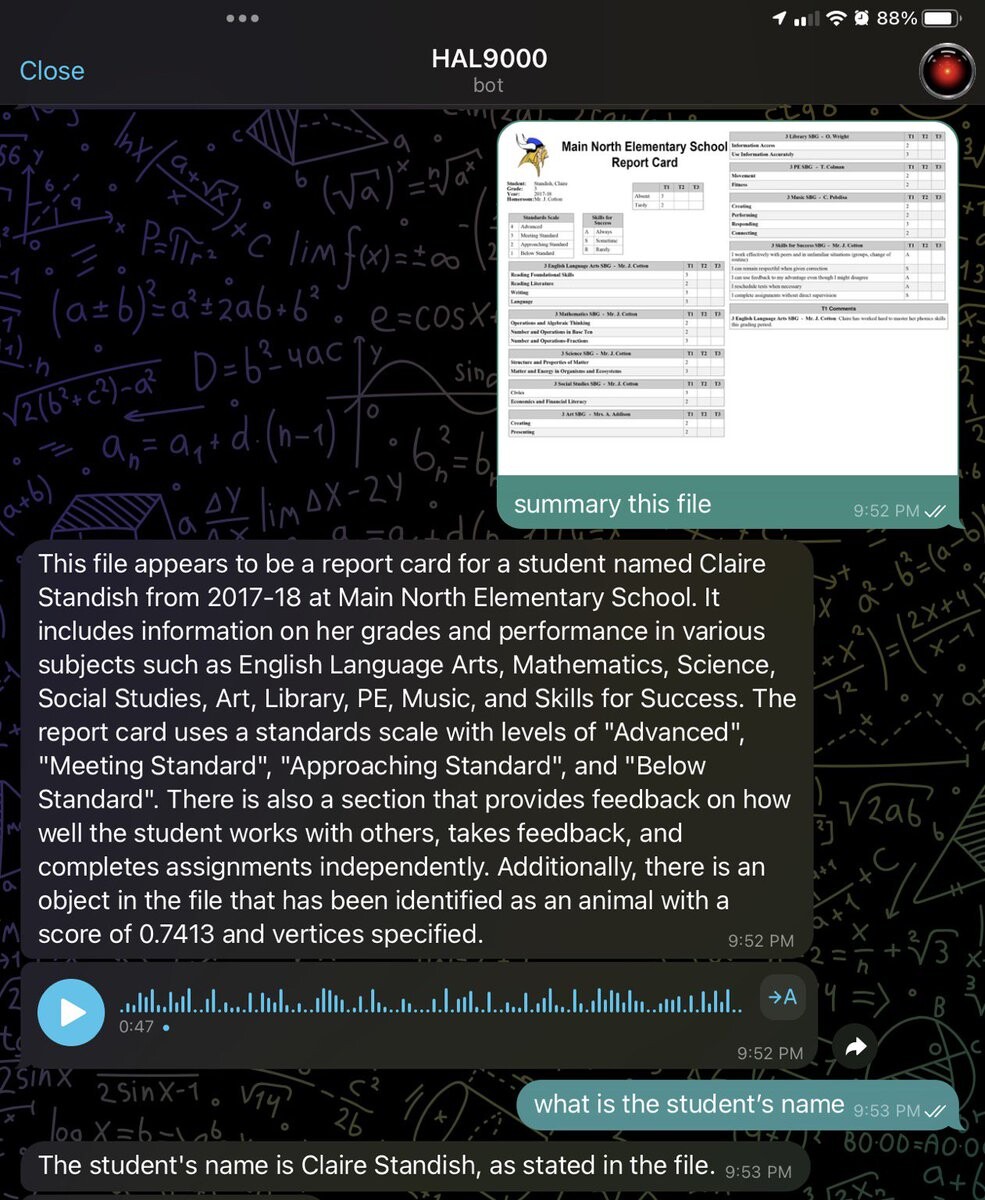 88%
Close
HAL9000
bot
Main North Elementary School
Report Card
Student: Standish, Claire
Grade: 3
Year: 2017-18
Homeroom: Mr. J. Cotton
T1 T2 T3
Absent 3
Tardy 2
Standards Scale
4 Advanced
3 Meeting Standard
2 Approaching Standard
1 Below Standard
Skills for
Success
A Always
S Sometime
R Rarely
3 English Language Arts SBG - Mr. J. Cotton T1 T2 T3
Reading Foundational Skills 3
Reading Literature 2
Writing 3
Language 3
3 Mathematics SBG - Mr. J. Cotton T1 T2 T3
Operations and Algebraic Thinking 2
Number and Operations in Base Ten 2
Number and Operations-Fractions 3
3 Science SBG - Mr. J. Cotton T1 T2 T3
Structure and Properties of Matter 2
Matter and Energy in Organisms and Ecosystems 3
3 Social Studies SBG - Mr. J. Cotton T1 T2 T3
Civics 3
Economics and Financial Literacy 2
3 Art SBG - Mrs. A. Addison T1 T2 T3
Creating 2
Presenting 2
3 Library SBG - O. Wright T1 T2 T3
Information Access 2
Use Information Accurately 3
3 PE SBG - T. Colman T1 T2 T3
Movement 2
Fitness 2
3 Music SBG - C. T1 T2 T3
Creating 2
Performing 2
Responding 3
Connecting 2
3 Skills for Success SBG - Mr. J. Cotton T1 T2 T3
I work effectively with peers and in unfamiliar situations (groups, change of A
routine)
I can remain respectful when given correction S
I can use feedback to my advantage even though I might disagree A
I reschedule tests when necessary A
I complete assignments without direct supervision S
T1 Comments
3 English Language Arts SBG - Mr. J. Cotton Claire has worked hard to master her phonics skills
this grading period.
summary this file
9:52 PM
This file appears to be a report card for a student named Claire
Standish from 2017-18 at Main North Elementary School. It
includes information on her grades and performance in various
subjects such as English Language Arts, Mathematics, Science,
Social Studies, Art, Library, PE, Music, and Skills for Success. The
report card uses a standards scale with levels of "Advanced",
"Meeting Standard", "Approaching Standard", and "Below
Standard". There is also a section that provides feedback on how
well the student works with others, takes feedback, and
completes assignments independently. Additionally, there is an
object in the file that has been identified as an animal with a
score of 0.7413 and vertices specified.
9:52 PM
→A
0:47
9:52 PM
what is the student's name 9:53 PM
The student's name is Claire Standish, as stated in the file. 9:53 PM